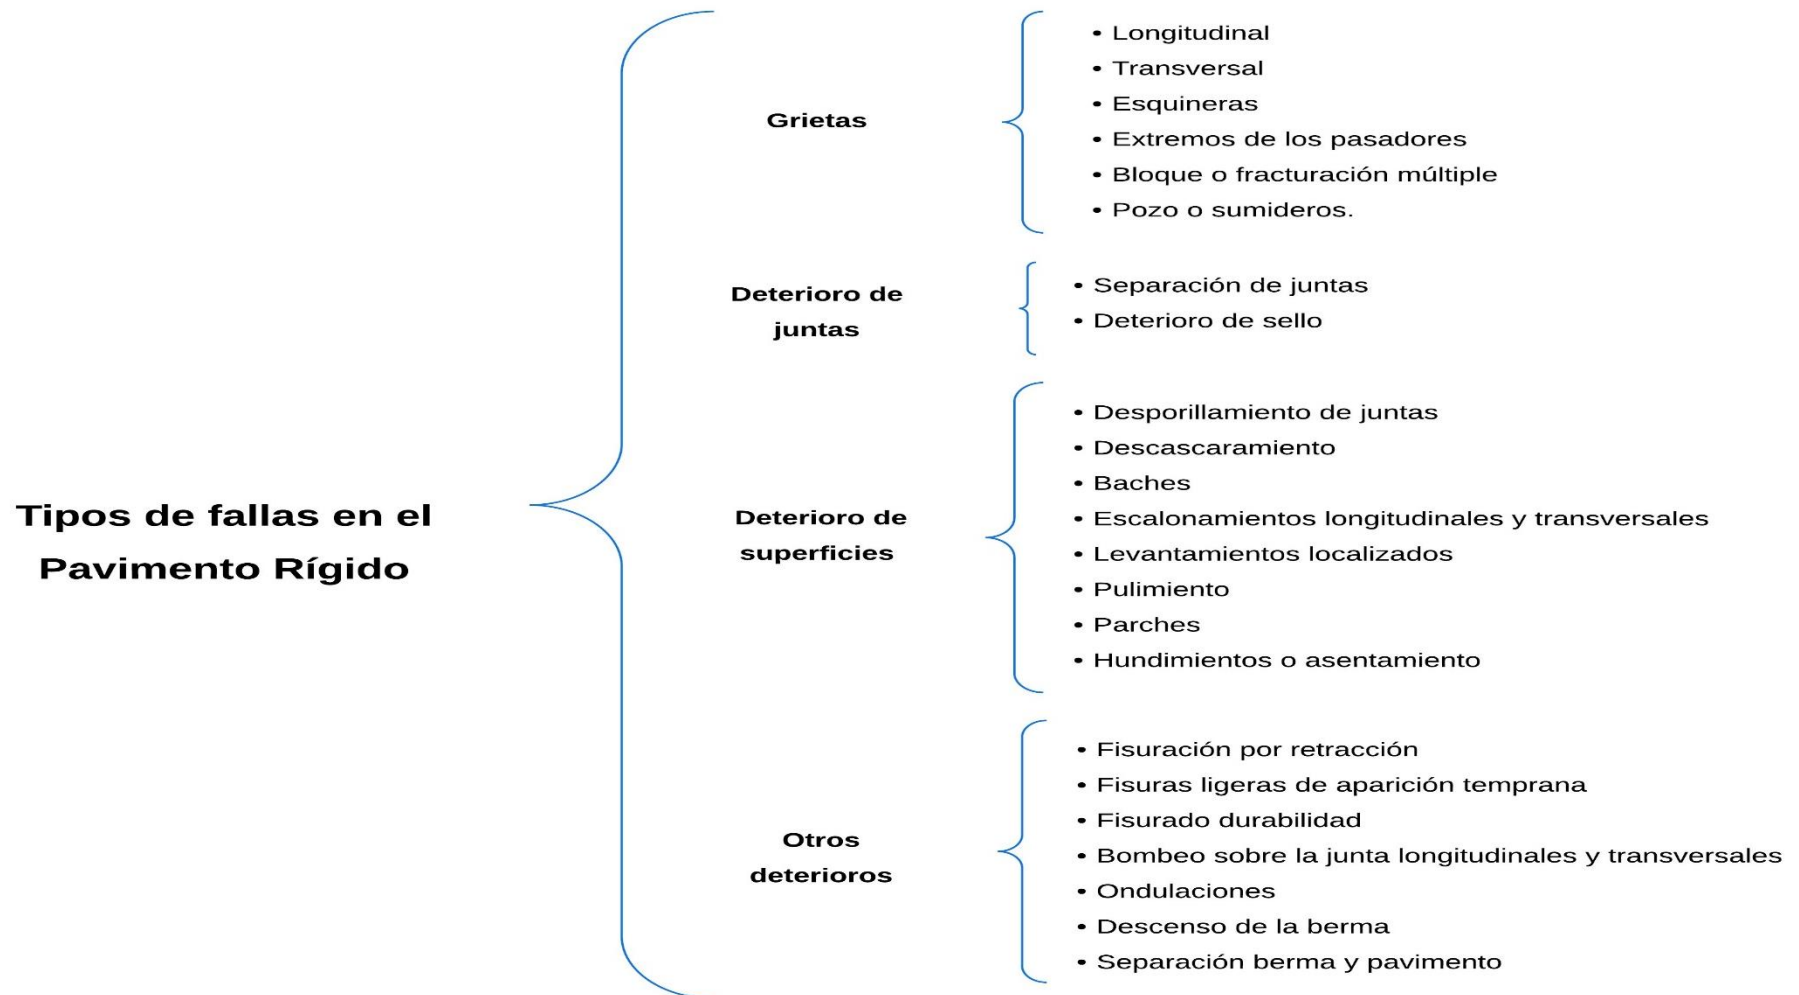 Tipos de fallas en el
Pavimento Rígido
Grietas
• Longitudinal
• Transversal
• Esquineras
• Extremos de los pasadores
• Bloque o fracturación múltiple
• Pozo o sumideros.
Deterioro de
juntas
• Separación de juntas
• Deterioro de sello
Deterioro de
superficies
• Desporillamiento de juntas
• Descascaramiento
• Baches
• Escalonamientos longitudinales y transversales
• Levantamientos localizados
• Pulimiento
• Parches
• Hundimientos o asentamiento
Otros
deterioros
• Fisuración por retracción
• Fisuras ligeras de aparición temprana
• Fisurado durabilidad
• Bombeo sobre la junta longitudinales y transversales
• Ondulaciones
• Descenso de la berma
• Separación berma y pavimento